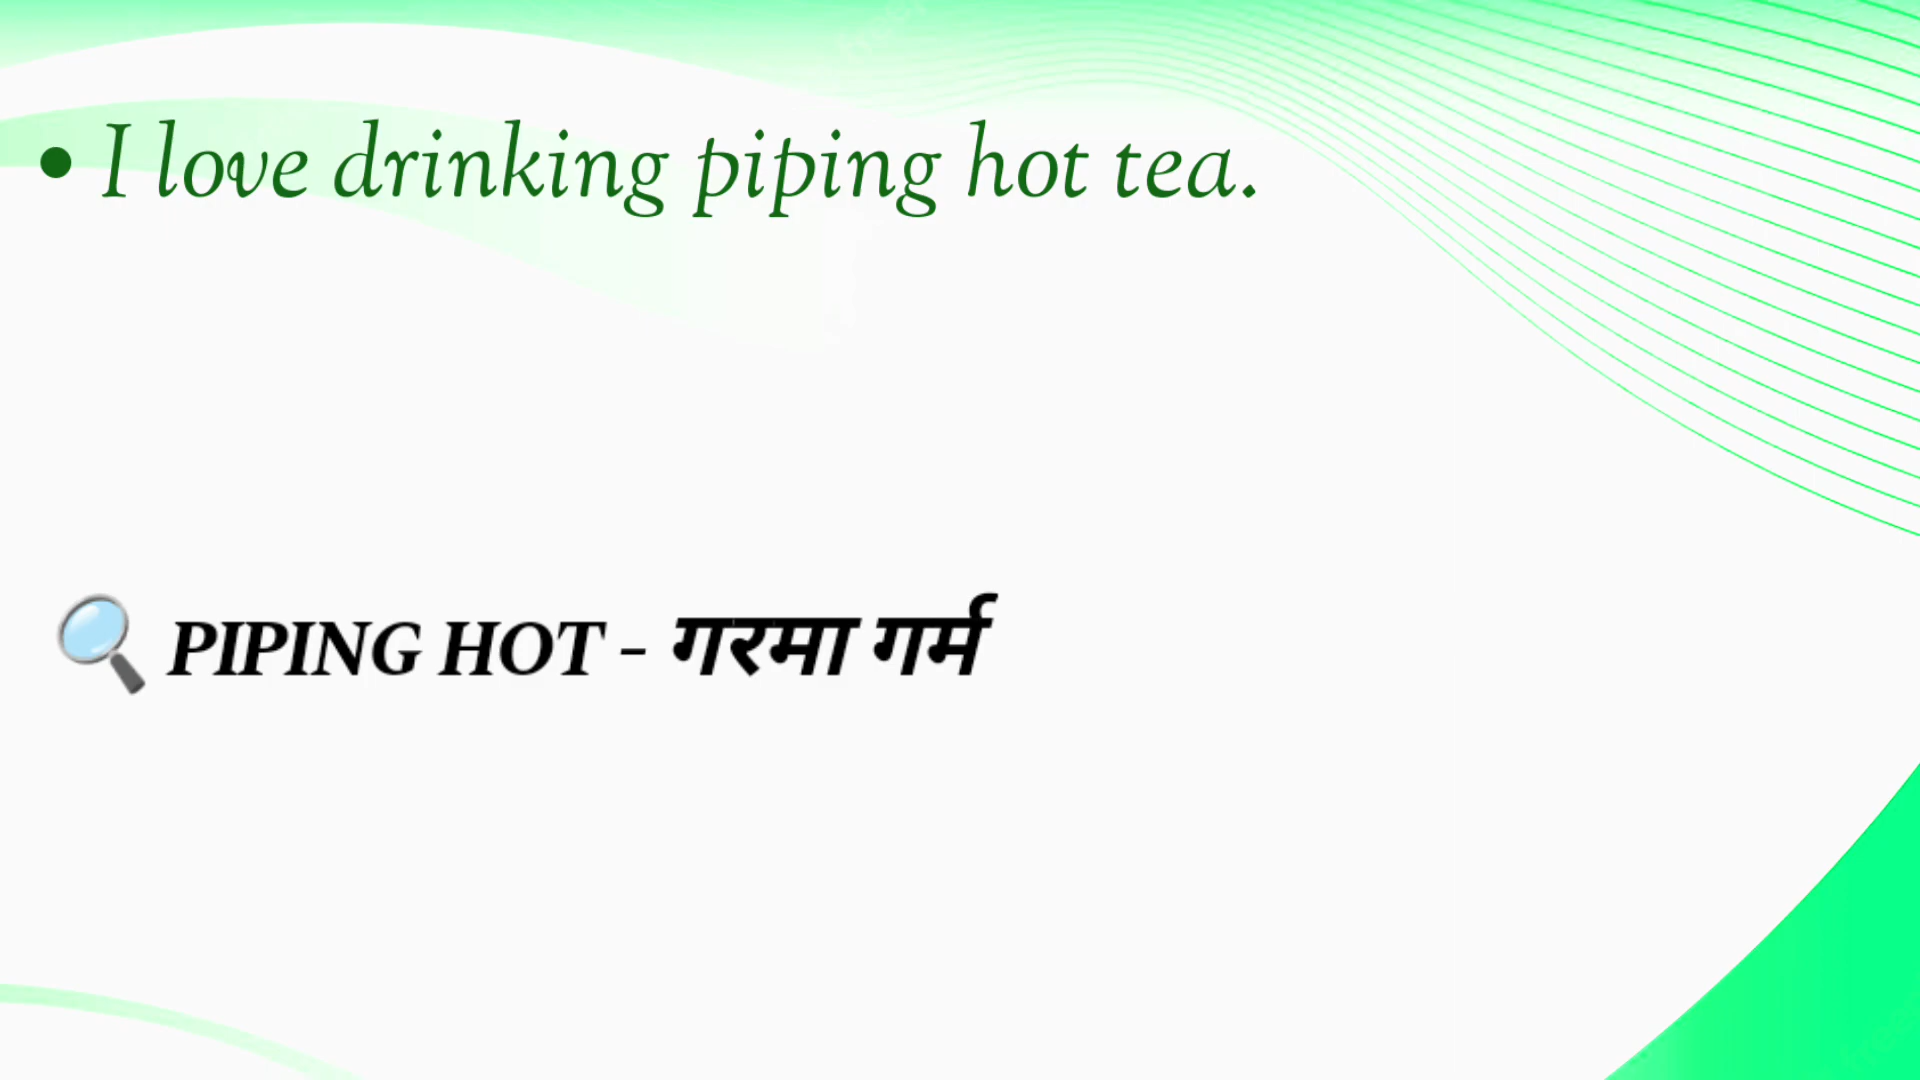 • I love drinking piping hot tea.
🔍 PIPING HOT - गरमा गर्म